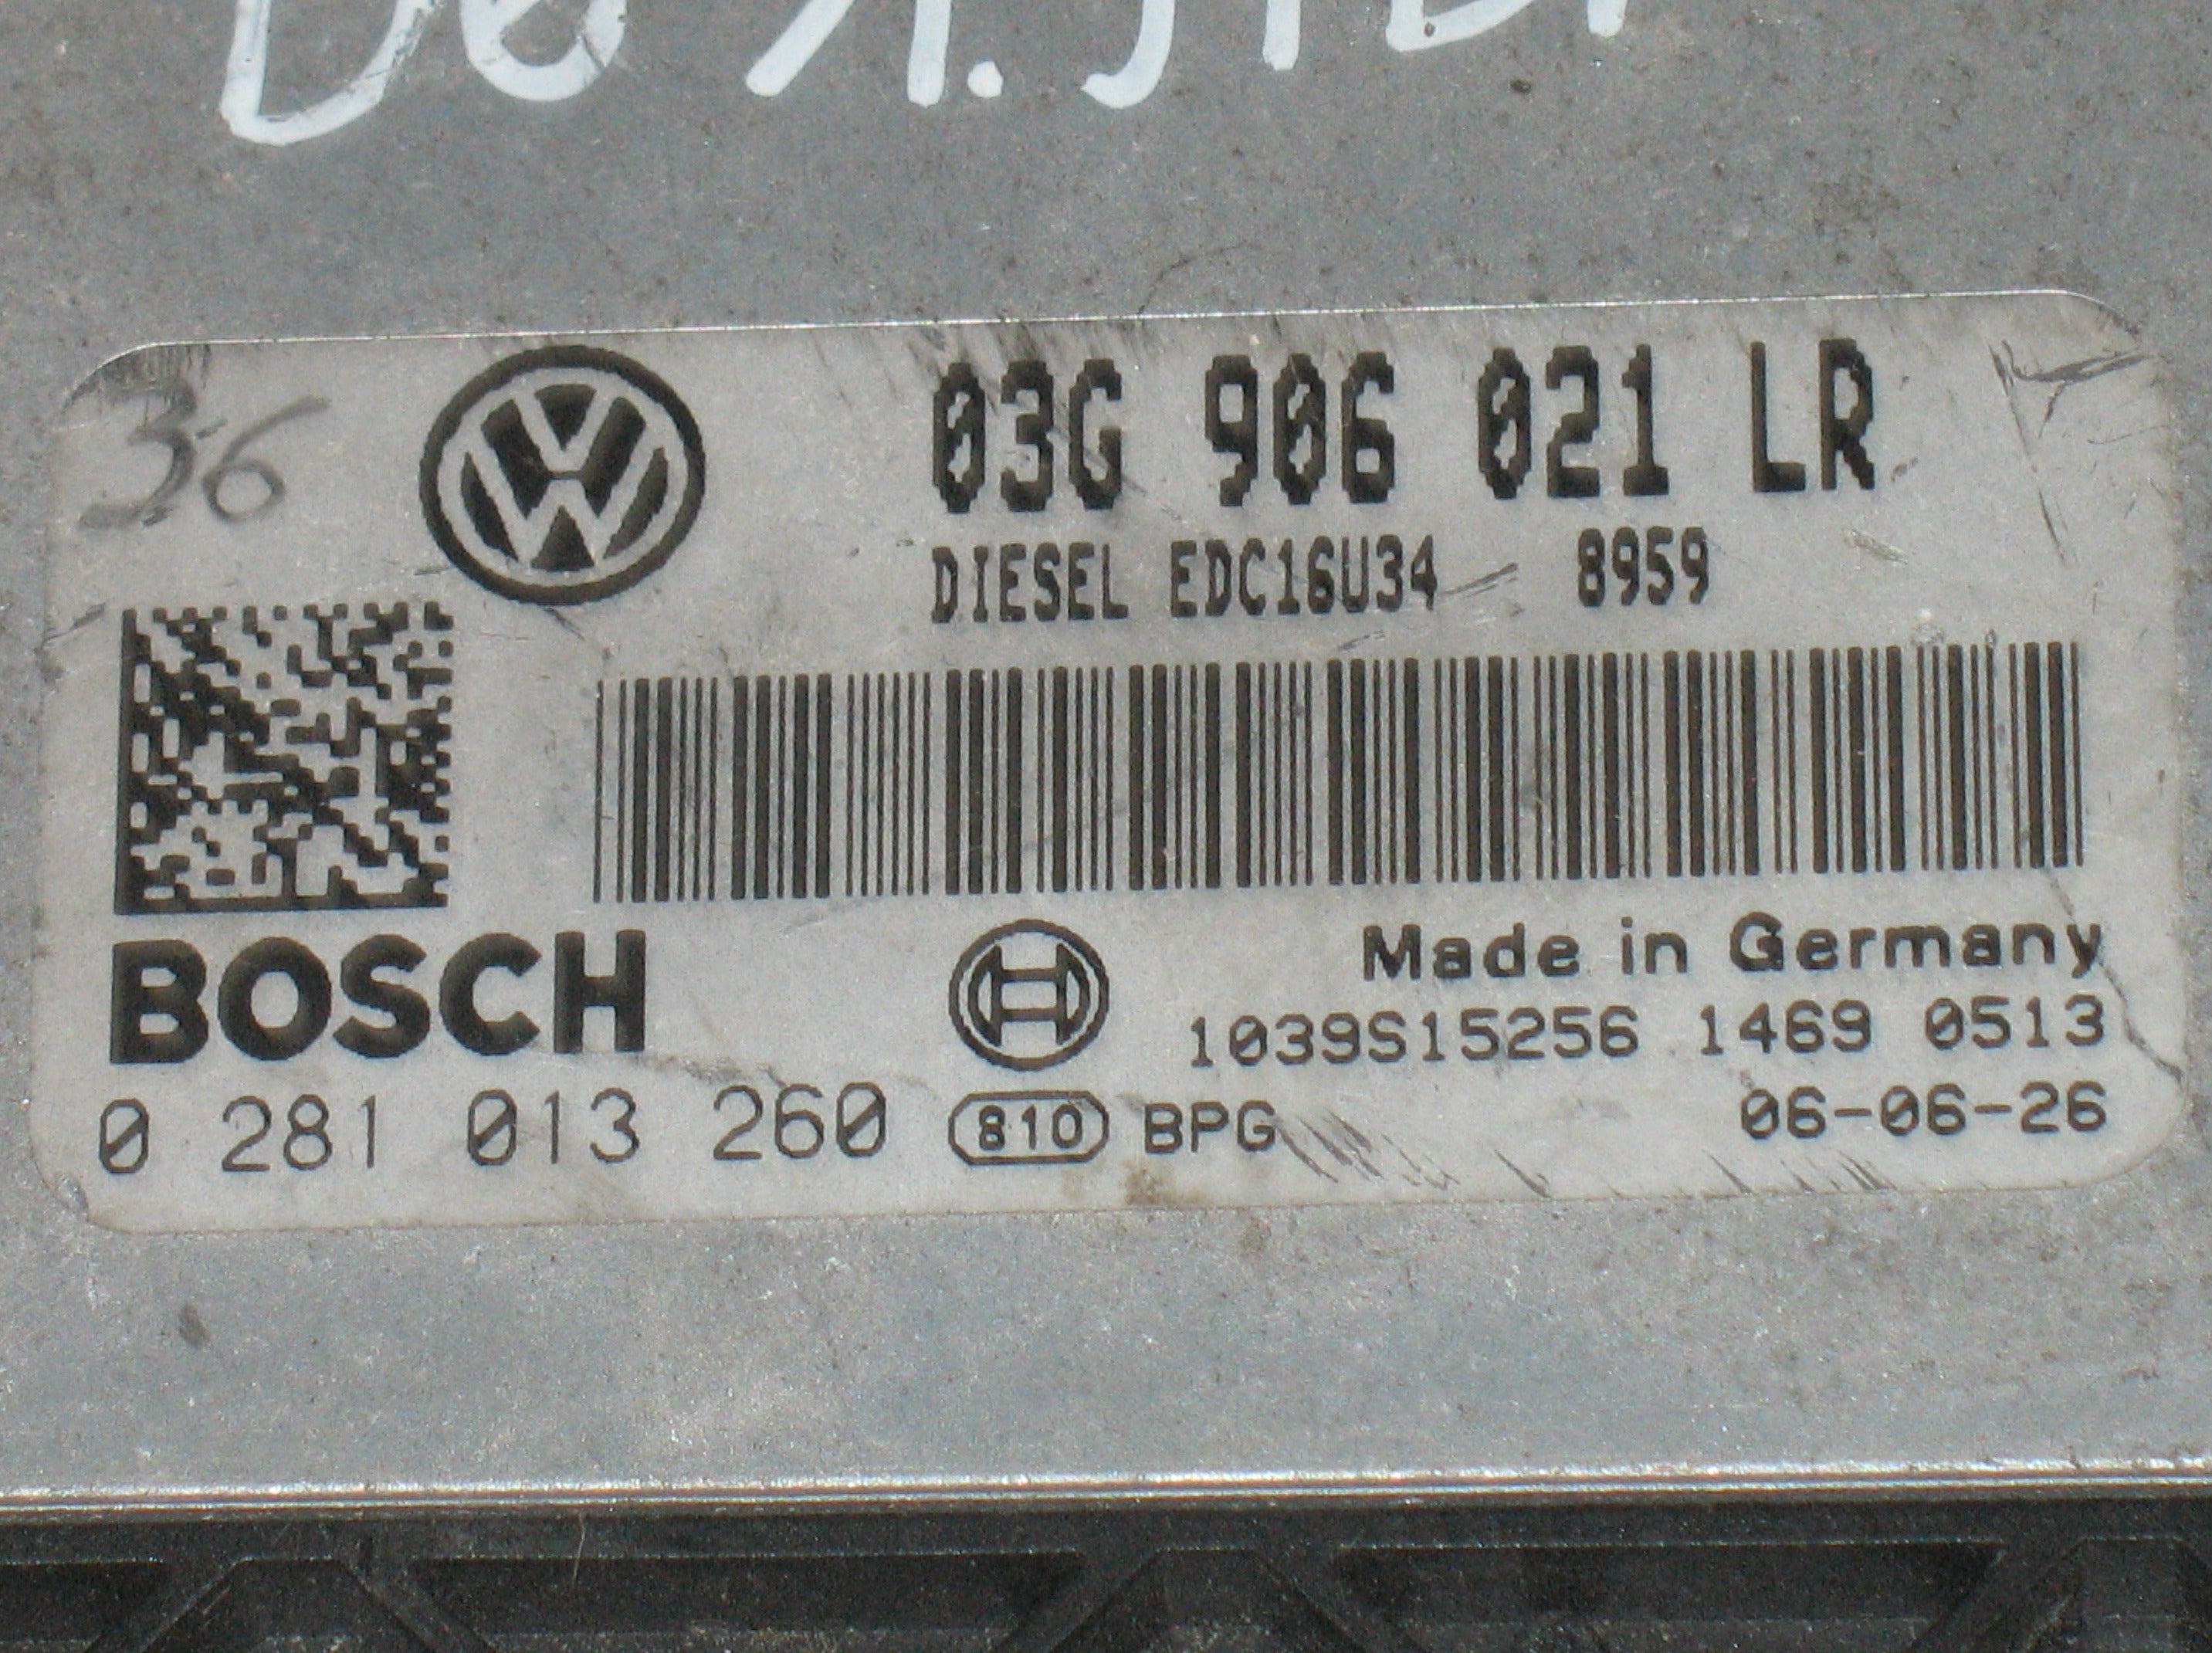 36
03G 906 021 LR
DIESEL EDC16U34 8959
BOSCH
Made in Germany
1039S15256 1469 0513
0 281 013 260 810 BPG 06-06-26